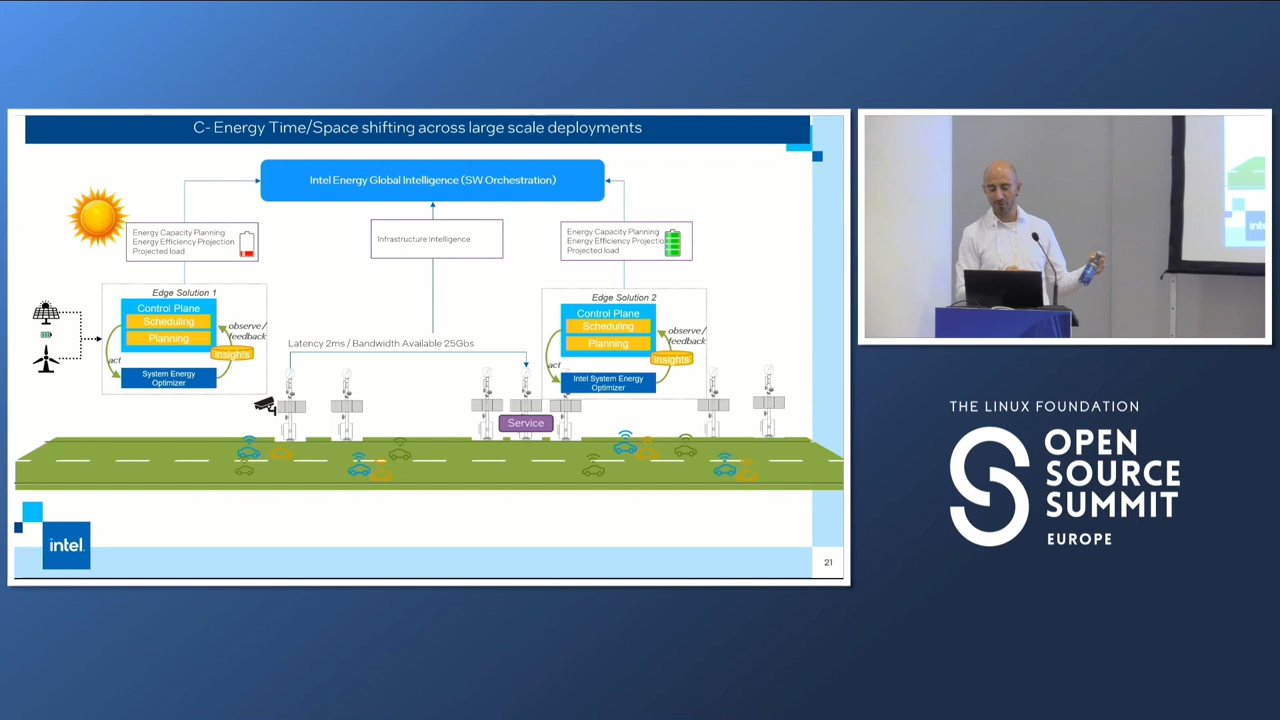 C- Energy Time/Space shifting across large scale deployments
Intel Energy Global Intelligence (SW Orchestration)
Energy Capacity Planning
Energy Efficiency Projection
Projected load
Infrastructure Intelligence
Energy Capacity Planning
Energy Efficiency Projectio
Projected load
Edge Solution 1
Control Plane
Scheduling
Planning
observe/
feedback
insights
act
System Energy
Optimizer
Latency 2ms / Bandwidth Available 25Gbs
Edge Solution 2
Control Plane
Scheduling
Planning
observe/
feedback
insights
act
Intel System Energy
Optimizer
Service
intel.
21
THE LINUX FOUNDATION
OPEN
SOURCE
SUMMIT
EUROPE